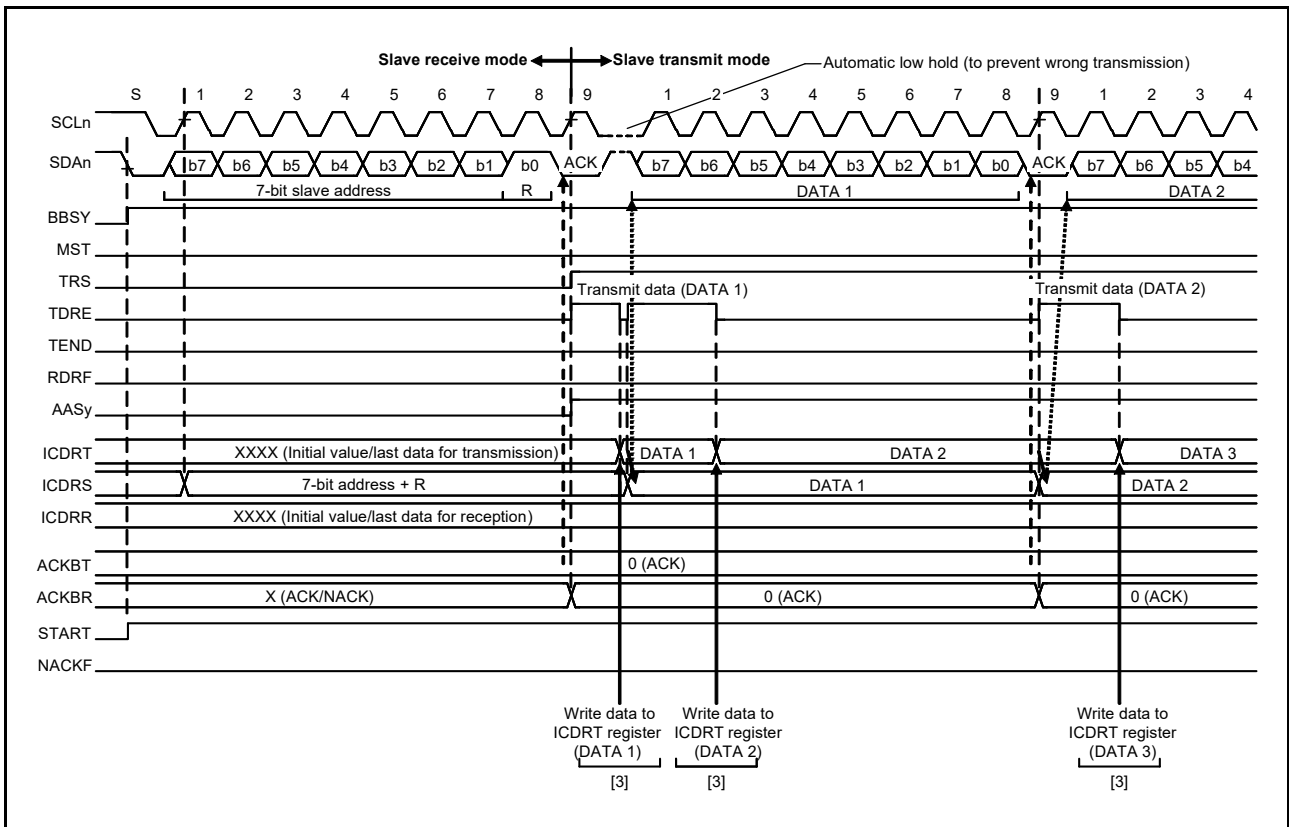 Slave receive mode Slave transmit mode
Automatic low hold (to prevent wrong transmission)
S 1 2 3 4 5 6 7 8 9 1 2 3 4 5 6 7 8 9 1 2 3 4
SCLn
SDAn b7 b6 b5 b4 b3 b2 b1 b0 ACK b7 b6 b5 b4 b3 b2 b1 b0 ACK b7 b6 b5 b4
7-bit slave address R DATA 1 DATA 2
BBSY
MST
TRS
Transmit data (DATA 1) Transmit data (DATA 2)
TDRE
TEND
RDRF
AASy
ICDRT XXXX (Initial value/last data for transmission) DATA 1 DATA 2 DATA 3
ICDRS 7-bit address + R DATA 1 DATA 2
ICDRR XXXX (Initial value/last data for reception)
ACKBT 0 (ACK)
ACKBR X (ACK/NACK) 0 (ACK) 0 (ACK)
START
NACKF
Write data to Write data to Write data to
ICDRT register ICDRT register ICDRT register
(DATA 1) (DATA 2) (DATA 3)
[3] [3] [3]